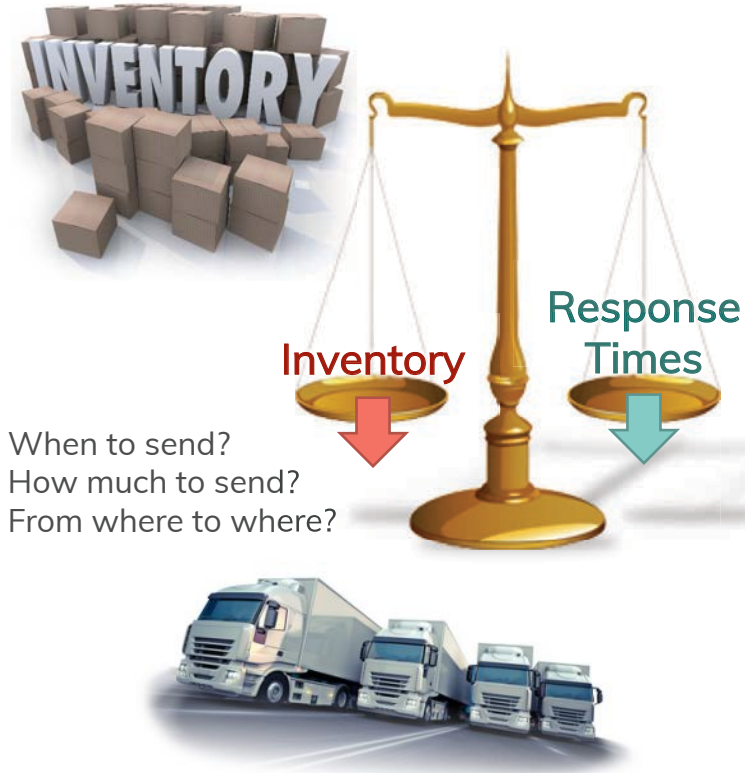 INVENTORY
Response
Times
Inventory
When to send?
How much to send?
From where to where?